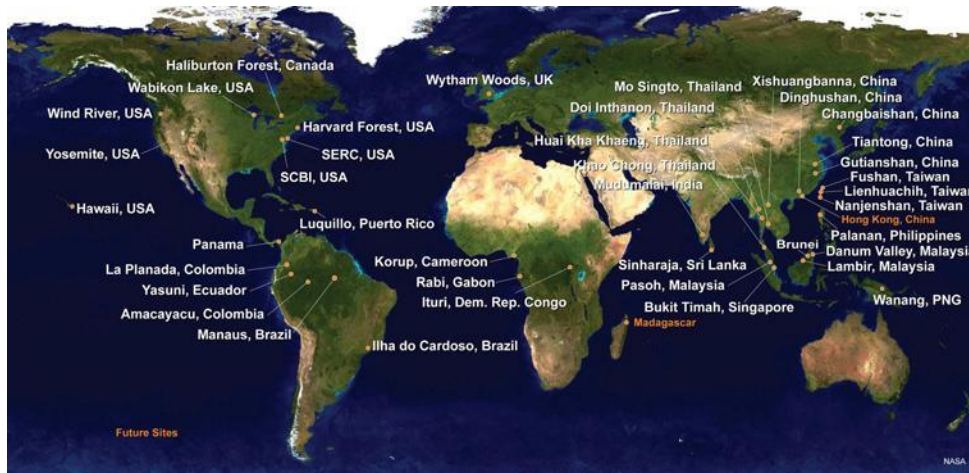 Haliburton Forest, Canada
Wabikon Lake, USA
Wind River, USA
Harvard Forest, USA
Yosemite, USA
SERC, USA
SCBI, USA
Hawaii, USA
Luquillo, Puerto Rico
Panama
La Planada, Colombia
Yasuni, Ecuador
Amacayacu, Colombia
Manaus, Brazil
Ilha do Cardoso, Brazil
Wytham Woods, UK
Korup, Cameroon
Rabi, Gabon
Ituri, Dem. Rep. Congo
Madagascar
Mo Singto, Thailand
Doi Inthanon, Thailand
Huai Kha Khaeng, Thailand
Khao Chong, Thailand
Mudumalai, India
Xishuangbanna, China
Dinghushan, China
Changbaishan, China
Tiantong, China
Gutianshan, China
Fushan, Taiwan
Lienhuachih, Taiwan
Nanjenshan, Taiwan
Hong Kong, China
Palanan, Philippines
Brunei
Danum Valley, Malaysia
Lambir, Malaysia
Sinharaja, Sri Lanka
Pasoh, Malaysia
Bukit Timah, Singapore
Wanang, PNG
Future Sites
NASA